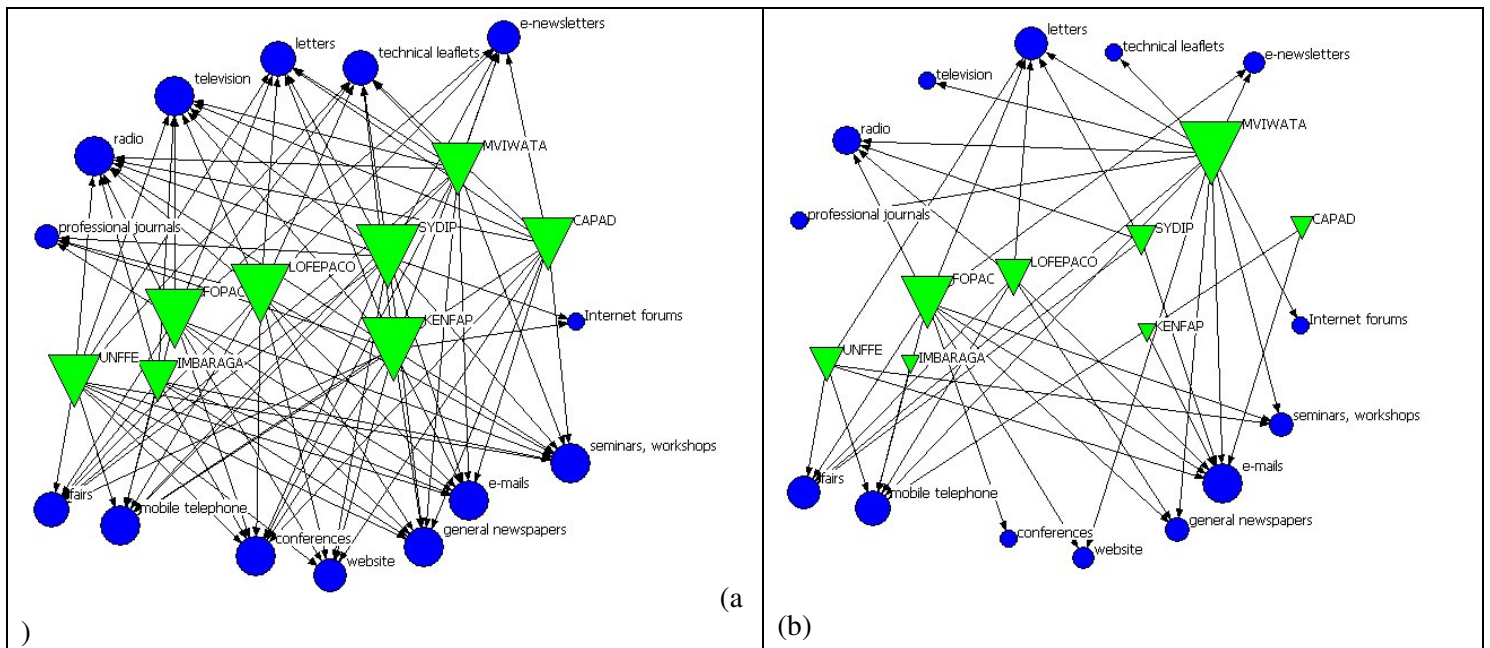 e-newsletters
letters
technical leaflets
television
radio
MVIWATA
professional journals
SYDIP
CAPAD
LOFEPACO
FOPAC
Internet forums
KENFAP
UNFFE
IMBARAGA
seminars, workshops
e-mails
fairs
mobile telephone
general newspapers
conferences
website
(a
)
letters
technical leaflets
e-newsletters
television
radio
MVIWATA
professional journals
CAPAD
SYDIP
LOFEPACO
FOPAC
Internet forums
KENFAP
UNFFE
IMBARAGA
seminars, workshops
e-mails
fairs
mobile telephone
general newspapers
conferences
website
(b)